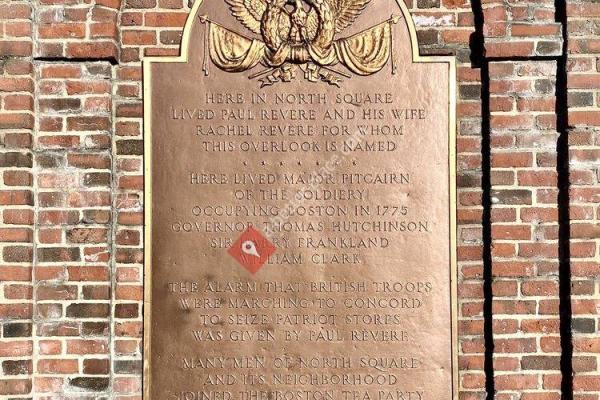 HERE IN NORTH SQUARE
LIVED PAUL REVERE AND HIS WIFE
RACHEL REVERE FOR WHOM
THIS OVERLOOK IS NAMED
HERE LIVED MAJOR PITCAIRN
OF THE SOLDIERY
OCCUPYING BOSTON IN 1775
GOVERNOR THOMAS HUTCHINSON
SIR FRANKLAND
WILLIAM CLARK
THE ALARM THAT BRITISH TROOPS
WERE MARCHING TO CONCORD
TO SEIZE PATRIOT STORES
WAS GIVEN BY PAUL REVERE
MANY MEN OF NORTH SQUARE
AND ITS NEIGHBORHOOD
JOINED THE BOSTON TEA PARTY